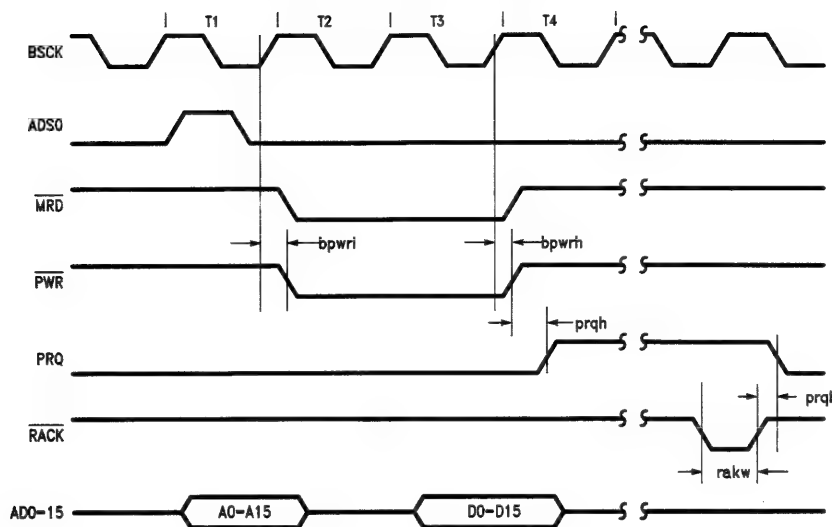 T1 T2 T3 T4
BSCK
ADS0
MRD
bpwrl bpwrh
PWR
prqh
PRQ
prql
RACK
rakw
AD0-15 A0-A15 D0-D15